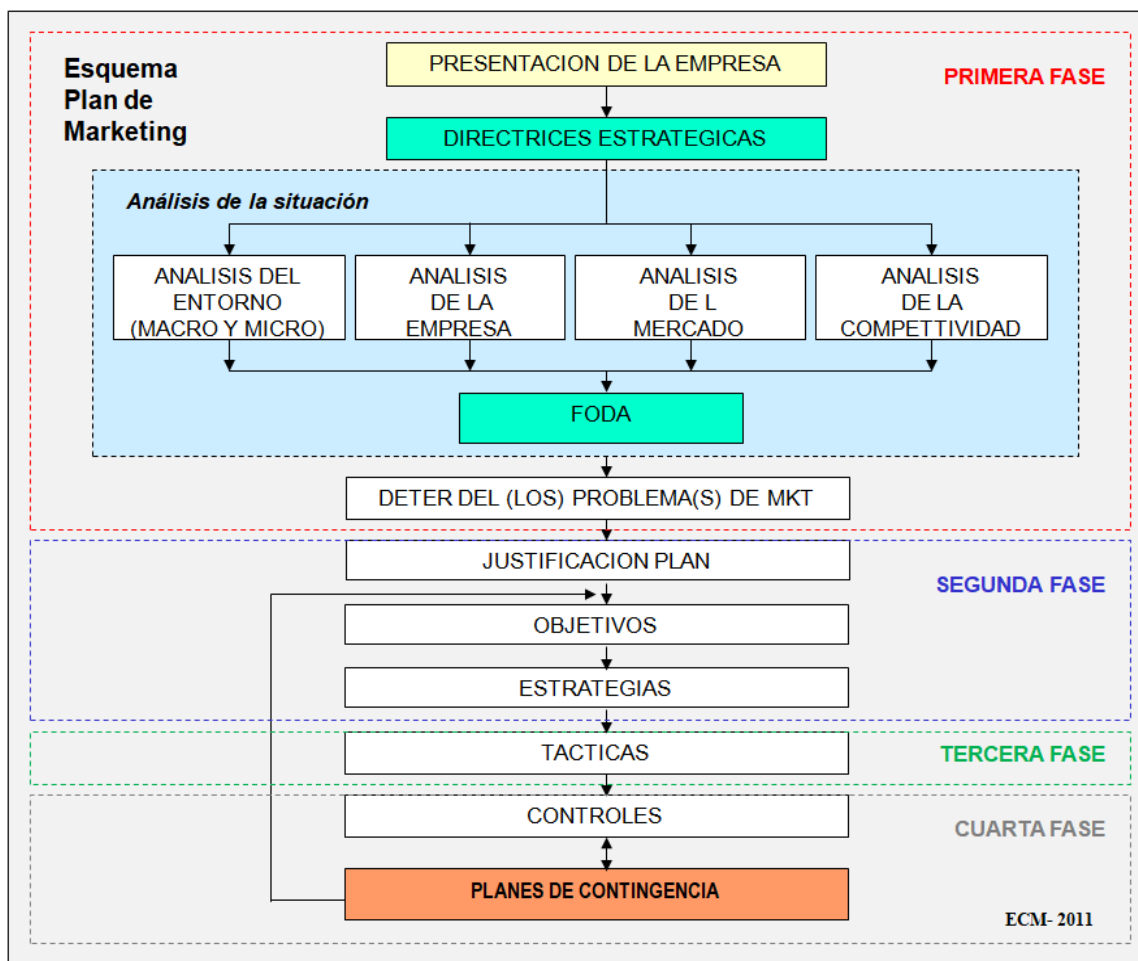 Esquema
Plan de
Marketing
PRESENTACION DE LA EMPRESA
PRIMERA FASE
DIRECTRICES ESTRATEGICAS
Análisis de la situación
ANALISIS DEL
ENTORNO
(MACRO Y MICRO)
ANALISIS
DE LA
EMPRESA
ANALISIS
DE L
MERCADO
ANALISIS
DE LA
COMPETTIVIDAD
FODA
DETER DEL (LOS) PROBLEMA(S) DE MKT
JUSTIFICACION PLAN
SEGUNDA FASE
OBJETIVOS
ESTRATEGIAS
TACTICAS
TERCERA FASE
CONTROLES
CUARTA FASE
PLANES DE CONTINGENCIA
ECM- 2011